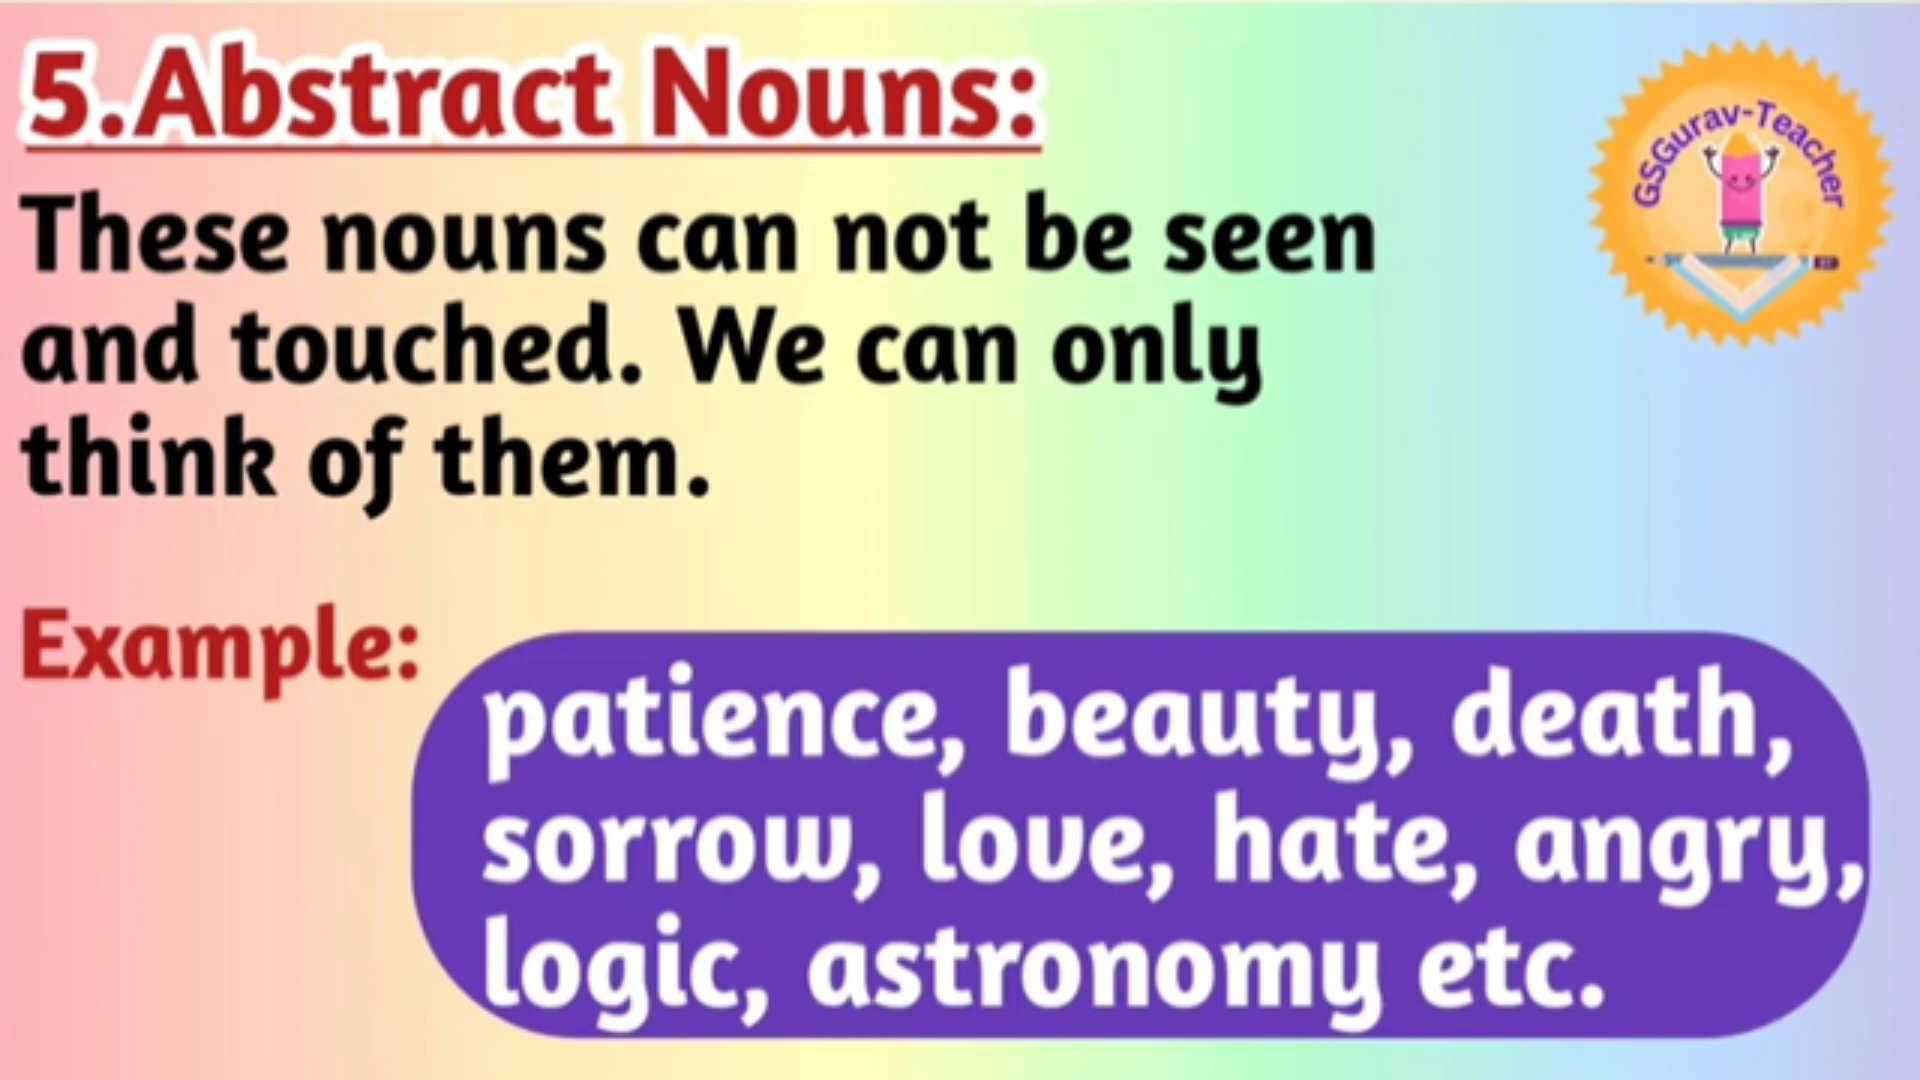 5.Abstract Nouns:
GSGurav-Teacher
These nouns can not be seen
and touched. We can only
think of them.
Example:
patience, beauty, death,
sorrow, love, hate, angry,
logic, astronomy etc.